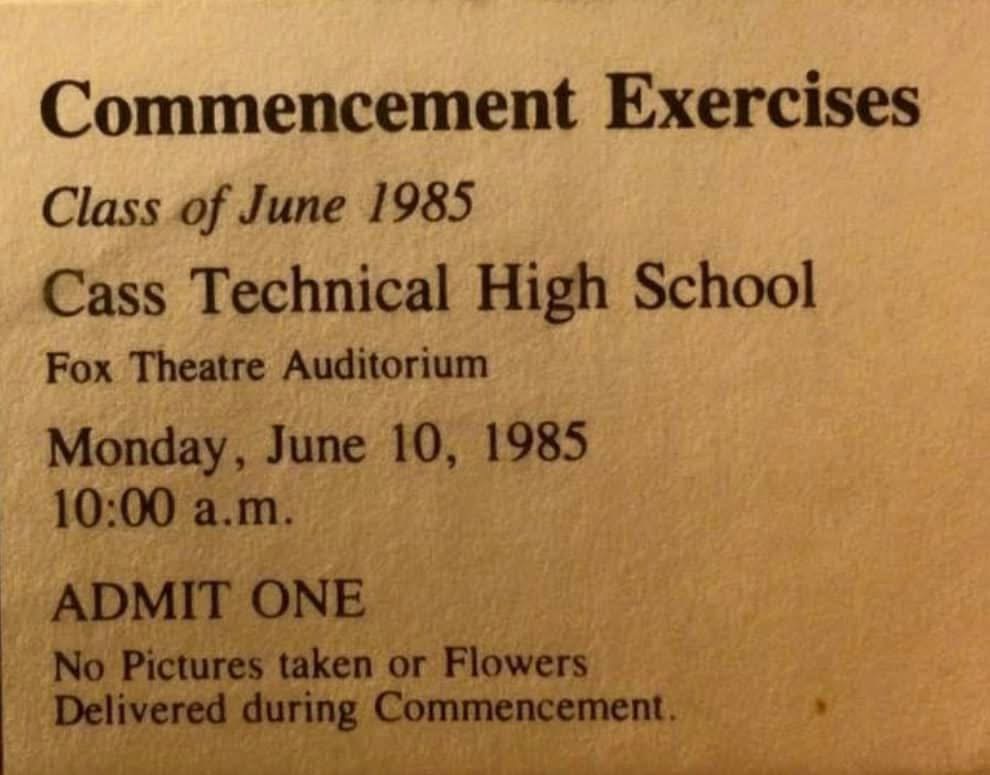 Commencement Exercises
Class of June 1985
Cass Technical High School
Fox Theatre Auditorium
Monday, June 10, 1985
10:00 a.m.
ADMIT ONE
No Pictures taken or Flowers
Delivered during Commencement.